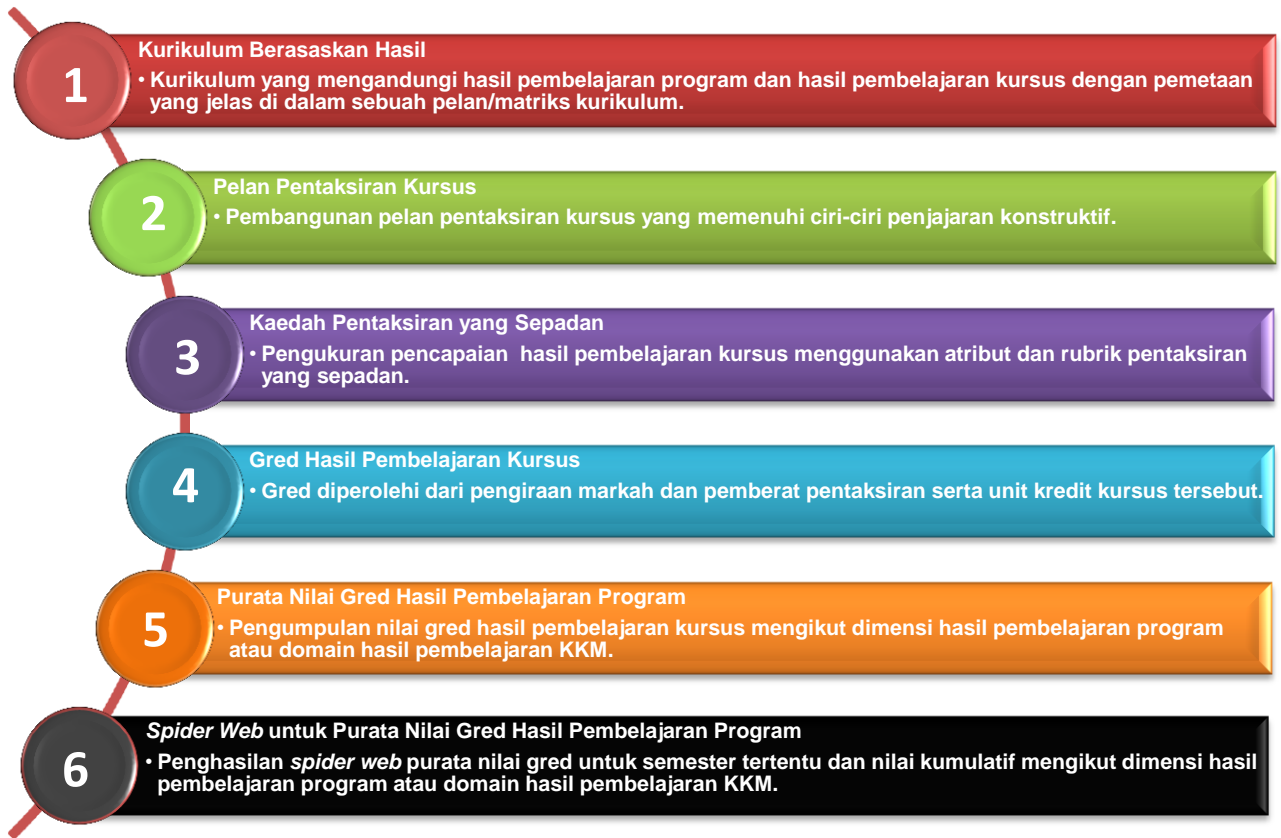 1
Kurikulum Berasaskan Hasil
• Kurikulum yang mengandungi hasil pembelajaran program dan hasil pembelajaran kursus dengan pemetaan
yang jelas di dalam sebuah pelan/matriks kurikulum.
2
Pelan Pentaksiran Kursus
• Pembangunan pelan pentaksiran kursus yang memenuhi ciri-ciri penjajaran konstruktif.
3
Kaedah Pentaksiran yang Sepadan
• Pengukuran pencapaian hasil pembelajaran kursus menggunakan atribut dan rubrik pentaksiran
yang sepadan.
4
Gred Hasil Pembelajaran Kursus
• Gred diperolehi dari pengiraan markah dan pemberat pentaksiran serta unit kredit kursus tersebut.
5
Purata Nilai Gred Hasil Pembelajaran Program
• Pengumpulan nilai gred hasil pembelajaran kursus mengikut dimensi hasil pembelajaran program
atau domain hasil pembelajaran KKM.
6
Spider Web untuk Purata Nilai Gred Hasil Pembelajaran Program
• Penghasilan spider web purata nilai gred untuk semester tertentu dan nilai kumulatif mengikut dimensi hasil
pembelajaran program atau domain hasil pembelajaran KKM.